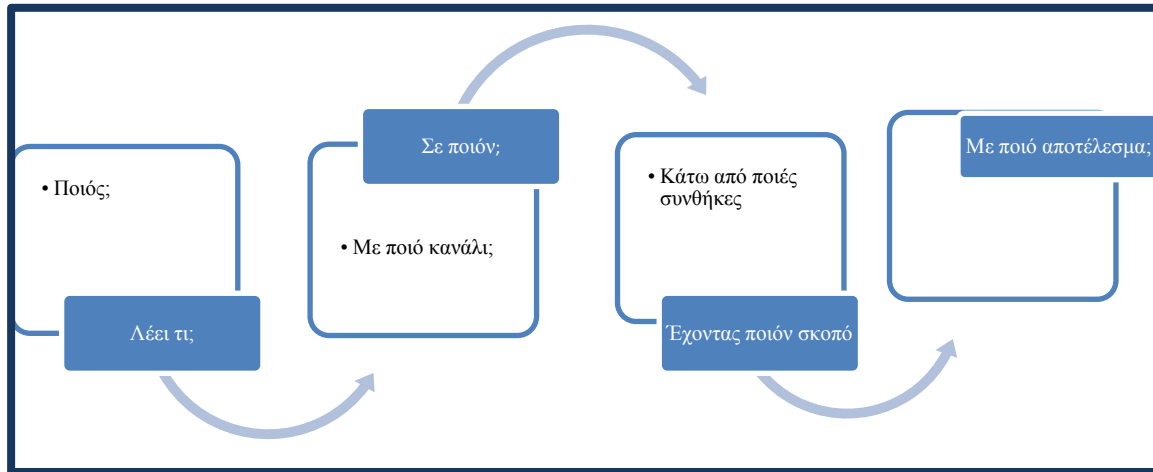 • Ποιός;
Λέει τι;
Σε ποιόν;
• Με ποιό κανάλι;
• Κάτω από ποιές
συνθήκες
Έχοντας ποιόν σκοπό
Με ποιό αποτέλεσμα;